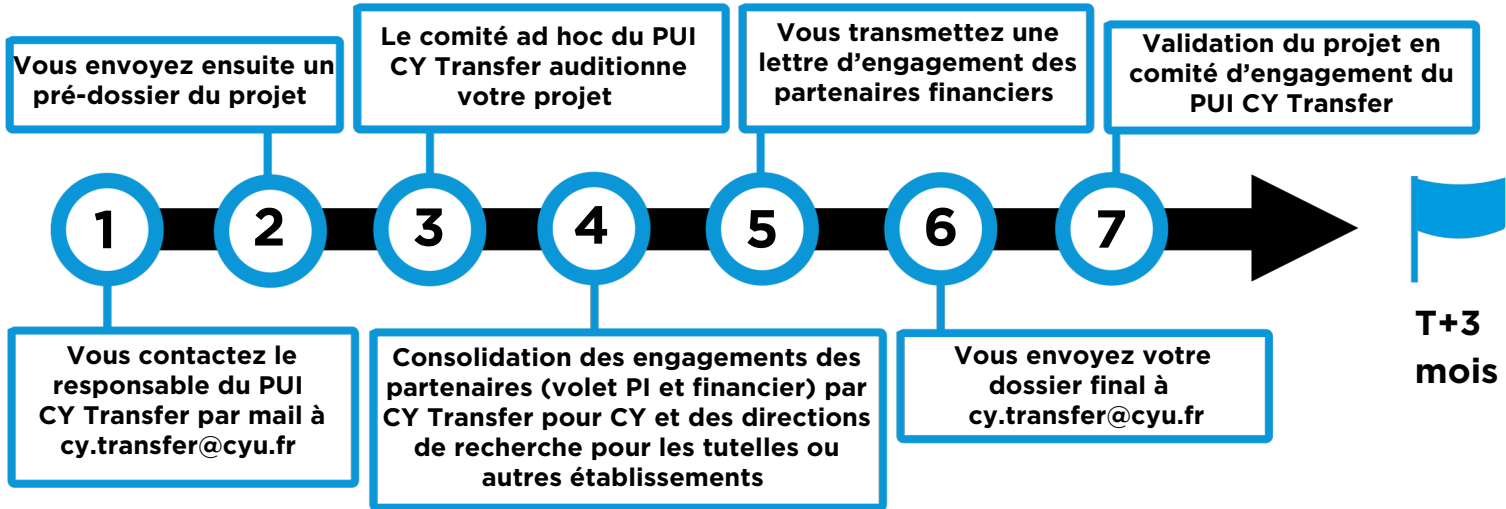 1
Vous contactez le
responsable du PUI
CY Transfer par mail à
cy.transfer@cyu.fr
2
Vous envoyez ensuite un
pré-dossier du projet
3
Le comité ad hoc du PUI
CY Transfer auditionne
votre projet
4
Consolidation des engagements des
partenaires (volet PI et financier) par
CY Transfer pour CY et des directions
de recherche pour les tutelles ou
autres établissements
5
Vous transmettez une
lettre d’engagement des
partenaires financiers
6
Vous envoyez votre
dossier final à
cy.transfer@cyu.fr
7
Validation du projet en
comité d’engagement du
PUI CY Transfer
T+3
mois